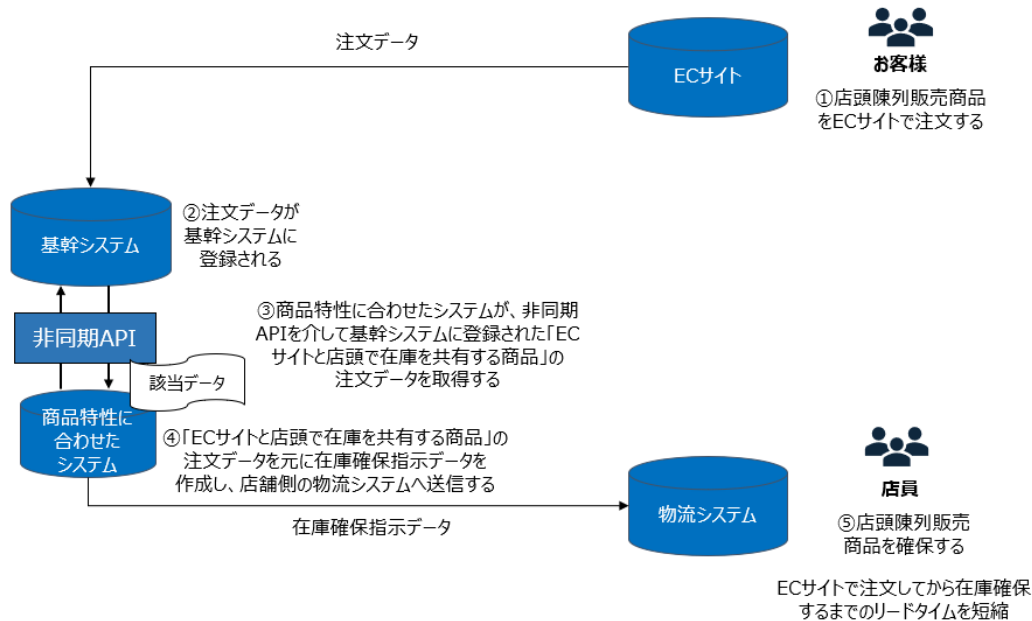 注文データ
ECサイト
お客様
①店頭陳列販売商品
をECサイトで注文する
基幹システム
②注文データが
基幹システムに
登録される
非同期API
③商品特性に合わせたシステムが、非同期
APIを介して基幹システムに登録された「EC
サイトと店頭で在庫を共有する商品」の
注文データを取得する
該当データ
商品特性に
合わせた
システム
④「ECサイトと店頭で在庫を共有する商品」の
注文データを元に在庫確保指示データを
作成し、店舗側の物流システムへ送信する
在庫確保指示データ
物流システム
店員
⑤店頭陳列販売
商品を確保する
ECサイトで注文してから在庫確保
するまでのリードタイムを短縮